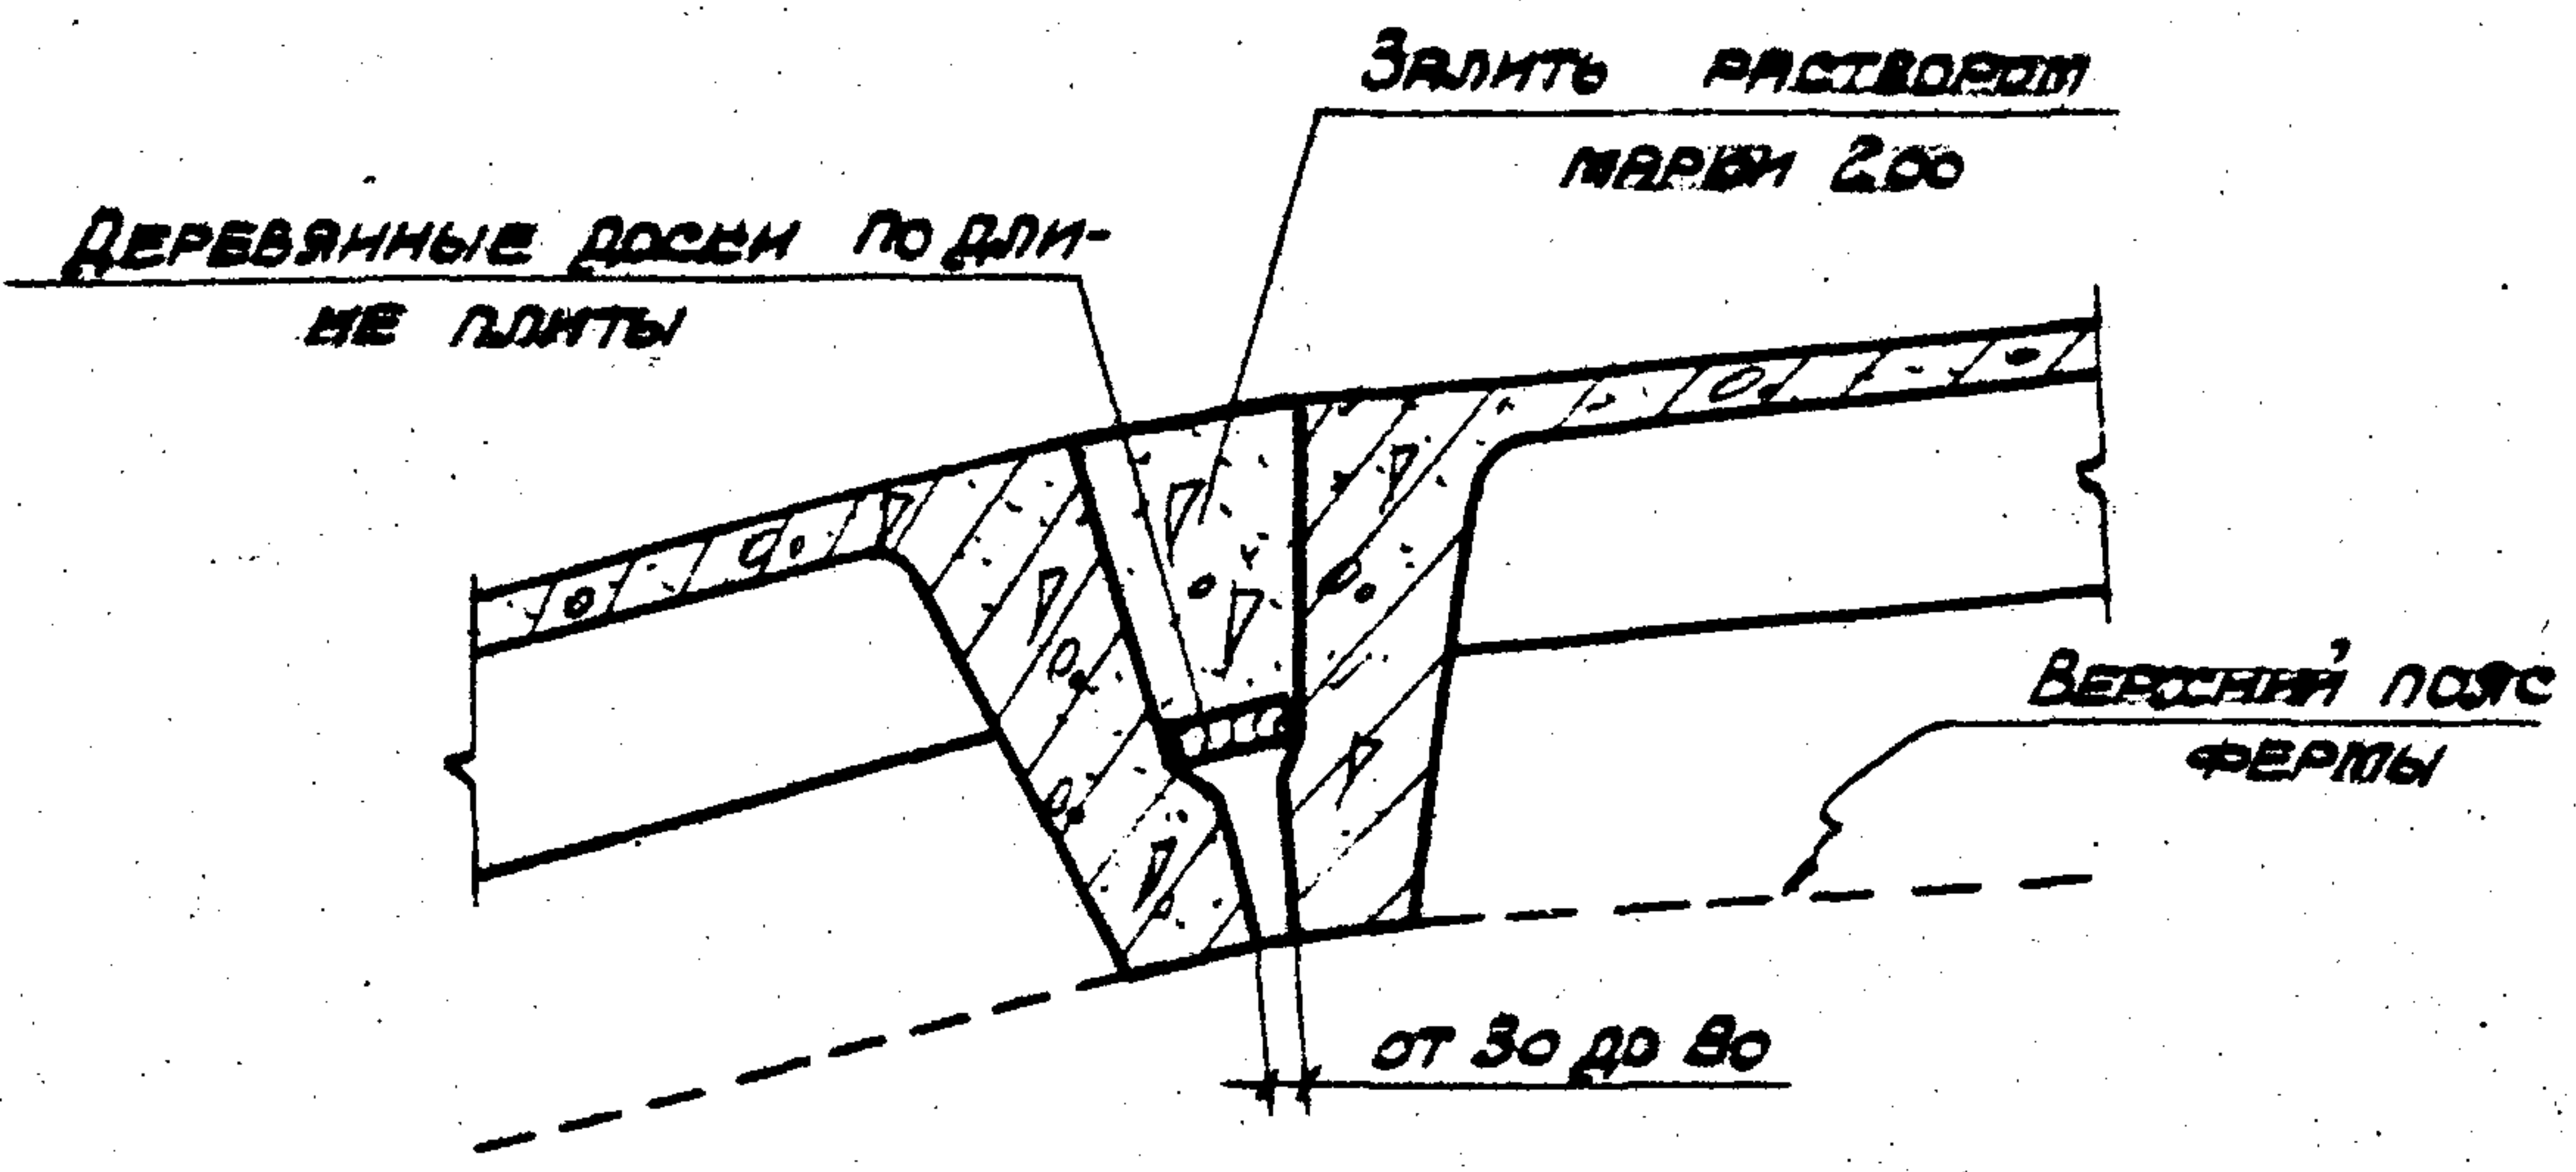 Залить раствором
марки 200
Деревянные доски по дли-
не плиты
Верхний пояс
фермы
от 30 до 80